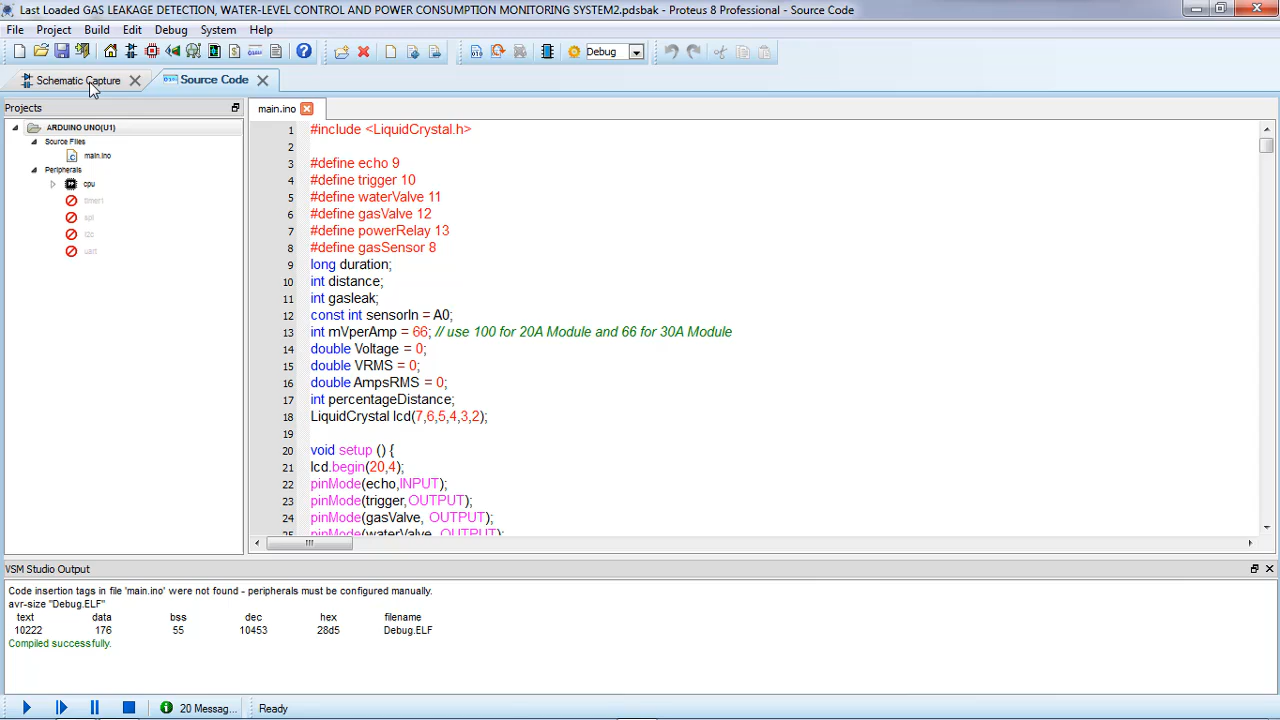 Last Loaded GAS LEAKAGE DETECTION, WATER-LEVEL CONTROL AND POWER CONSUMPTION MONITORING SYSTEM2.pdsbak - Proteus 8 Professional - Source Code
File Project Build Edit Debug System Help
Debug
Schematic Capture Source Code
Projects
main.ino
ARDUINO UNO(U1)
Source Files
main.ino
Peripherals
cpu
timer1
spi
i2c
uart
1 #include <LiquidCrystal.h>
2
3 #define echo 9
4 #define trigger 10
5 #define waterValve 11
6 #define gasValve 12
7 #define powerRelay 13
8 #define gasSensor 8
9 long duration;
10 int distance;
11 int gasleak;
12 const int sensorIn = A0;
13 int mVperAmp = 66; // use 100 for 20A Module and 66 for 30A Module
14 double Voltage = 0;
15 double VRMS = 0;
16 double AmpsRMS = 0;
17 int percentageDistance;
18 LiquidCrystal lcd(7,6,5,4,3,2);
19
20 void setup () {
21 lcd.begin(20,4);
22 pinMode(echo,INPUT);
23 pinMode(trigger,OUTPUT);
24 pinMode(gasValve, OUTPUT);
25 pinMode(waterValve, OUTPUT);
VSM Studio Output
Code insertion tags in file 'main.ino' were not found - peripherals must be configured manually.
avr-size "Debug.ELF"
text data bss dec hex filename
10222 176 55 10453 28d5 Debug.ELF
Compiled successfully.
20 Messag... Ready